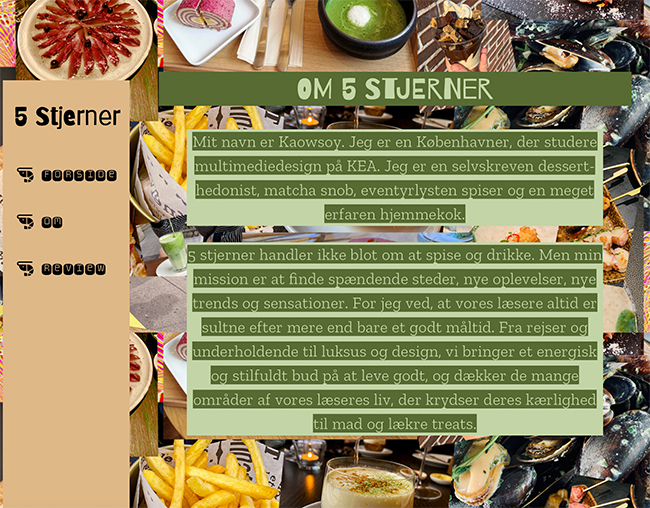 OM 5 STJERNER
5 Stjerner
FORSIDE
OM
REVIEW
Mit navn er Kaowsoy. Jeg er en Københavner, der studere
multimediedesign på KEA. Jeg er en selvskreven dessert-
hedonist, matcha snob, eventyrlysten spiser og en meget
erfaren hjemmekok.
5 stjerner handler ikke blot om at spise og drikke. Men min
mission er at finde spændende steder, nye oplevelser, nye
trends og sensationer. For jeg ved, at vores læsere altid er
sultne efter mere end bare et godt måltid. Fra rejser og
underholdende til luksus og design, vi bringer et energisk
og stilfuldt bud på at leve godt, og dækker de mange
områder af vores læseres liv, der krydser deres kærlighed
til mad og lækre treats.